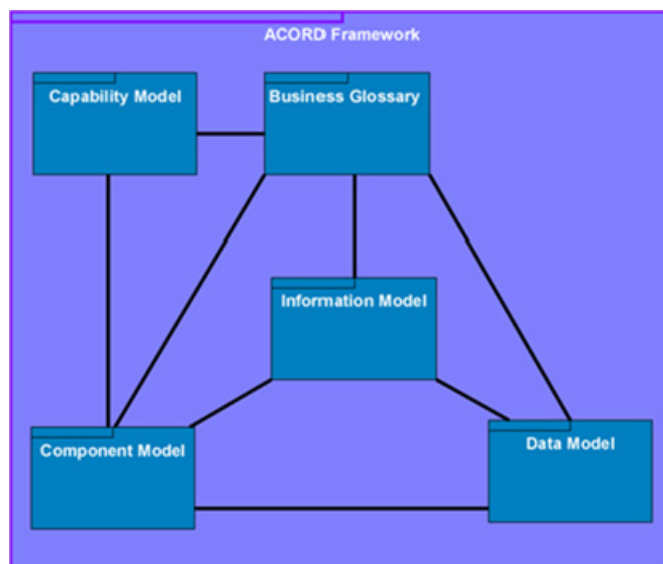 ACORD Framework
Capability Model
Business Glossary
Information Model
Component Model
Data Model